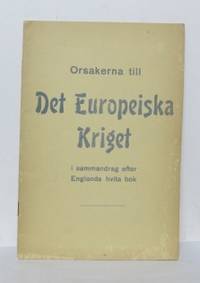 Orsakerna till
Det Europeiska
Kriget
i sammandrag efter
Englands hvita bok